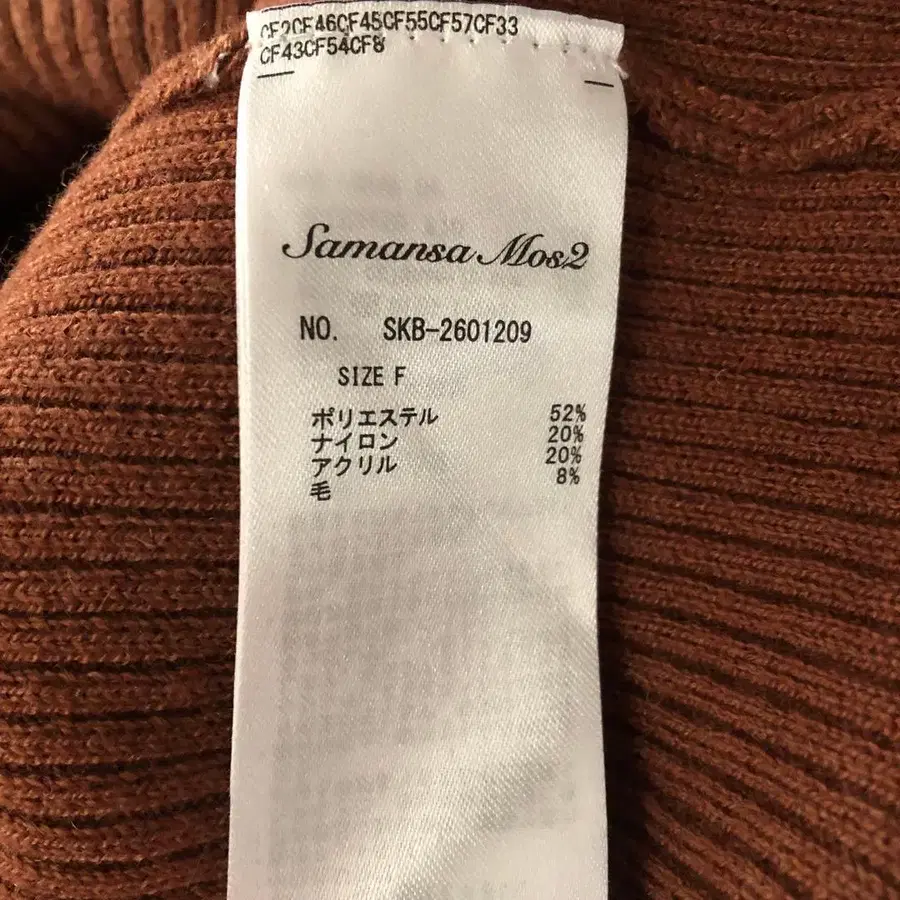 CF2CF46CF45CF55CF57CF33
CF43CF54CF8
Samansa Mos2
NO. SKB-2601209
SIZE F
ポリエステル 52%
ナイロン 20%
アクリル 20%
毛 8%